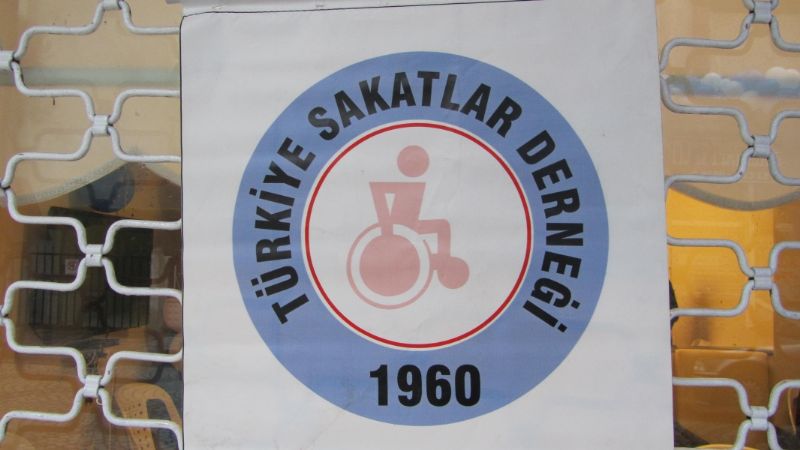 TÜRKİYE SAKATLAR DERNEĞİ
1960